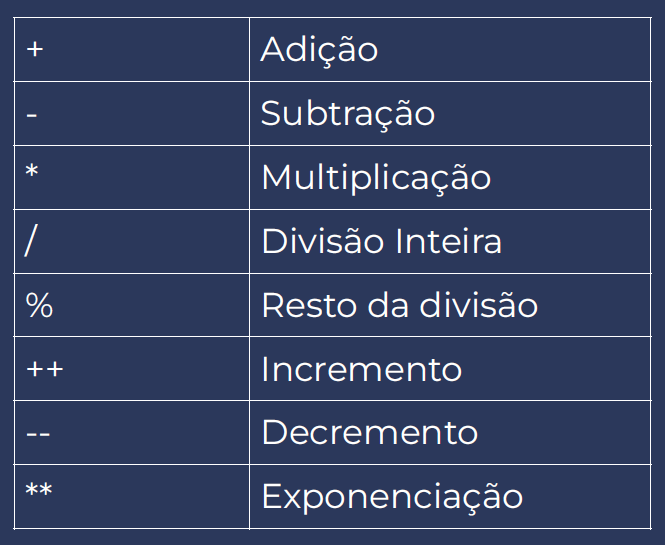 + Adição
- Subtração
* Multiplicação
/ Divisão Inteira
% Resto da divisão
++ Incremento
-- Decremento
** Exponenciação